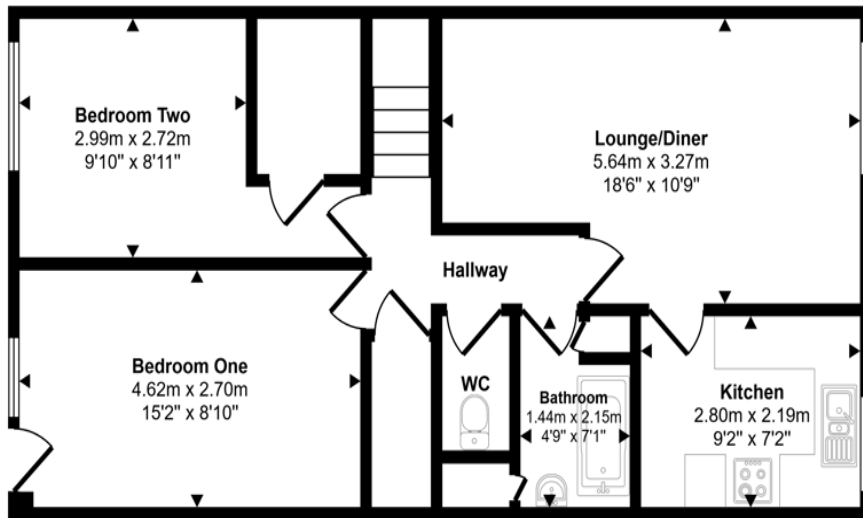 Bedroom Two
2.99m x 2.72m
9'10" x 8'11"
Lounge/Diner
5.64m x 3.27m
18'6" x 10'9"
Hallway
Bedroom One
4.62m x 2.70m
15'2" x 8'10"
WC
Bathroom
1.44m x 2.15m
4'9" x 7'1"
Kitchen
2.80m x 2.19m
9'2" x 7'2"